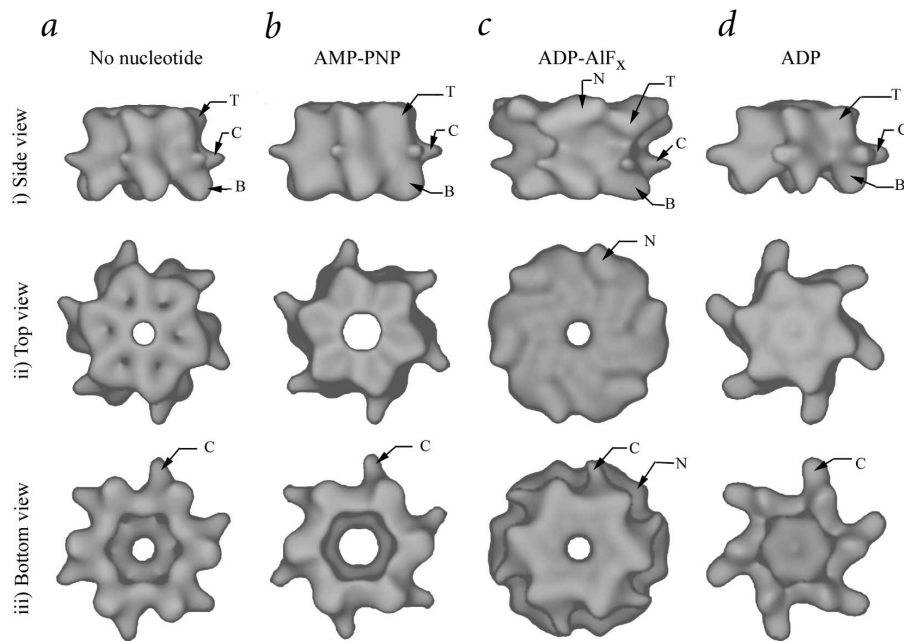 a b c d
No nucleotide AMP-PNP ADP-AlFx ADP
i) Side view
T C B
T C B
N T C B
T C B
ii) Top view
N
iii) Bottom view
C
C
C N
C